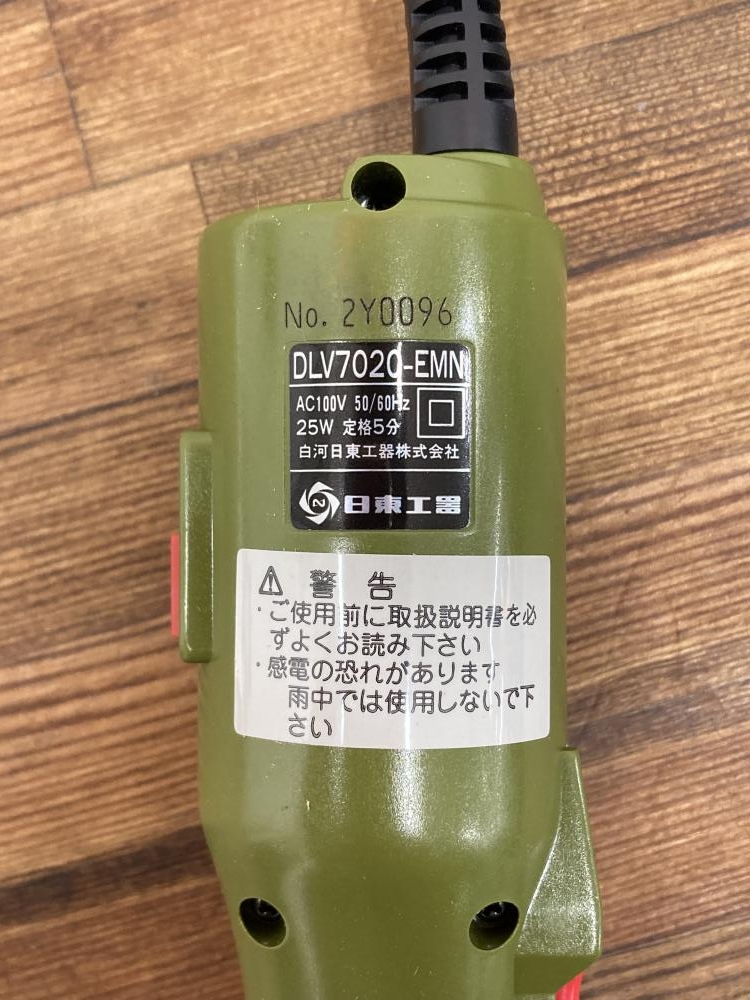 No. 2Y0096
DLV7020-EMN
AC100V 50/60Hz
25W 定格5分
白河日東工器株式会社
日東工器
警告
・ご使用前に取扱説明書を必
ずよくお読み下さい
・感電の恐れがあります
雨中では使用しないで下
さい